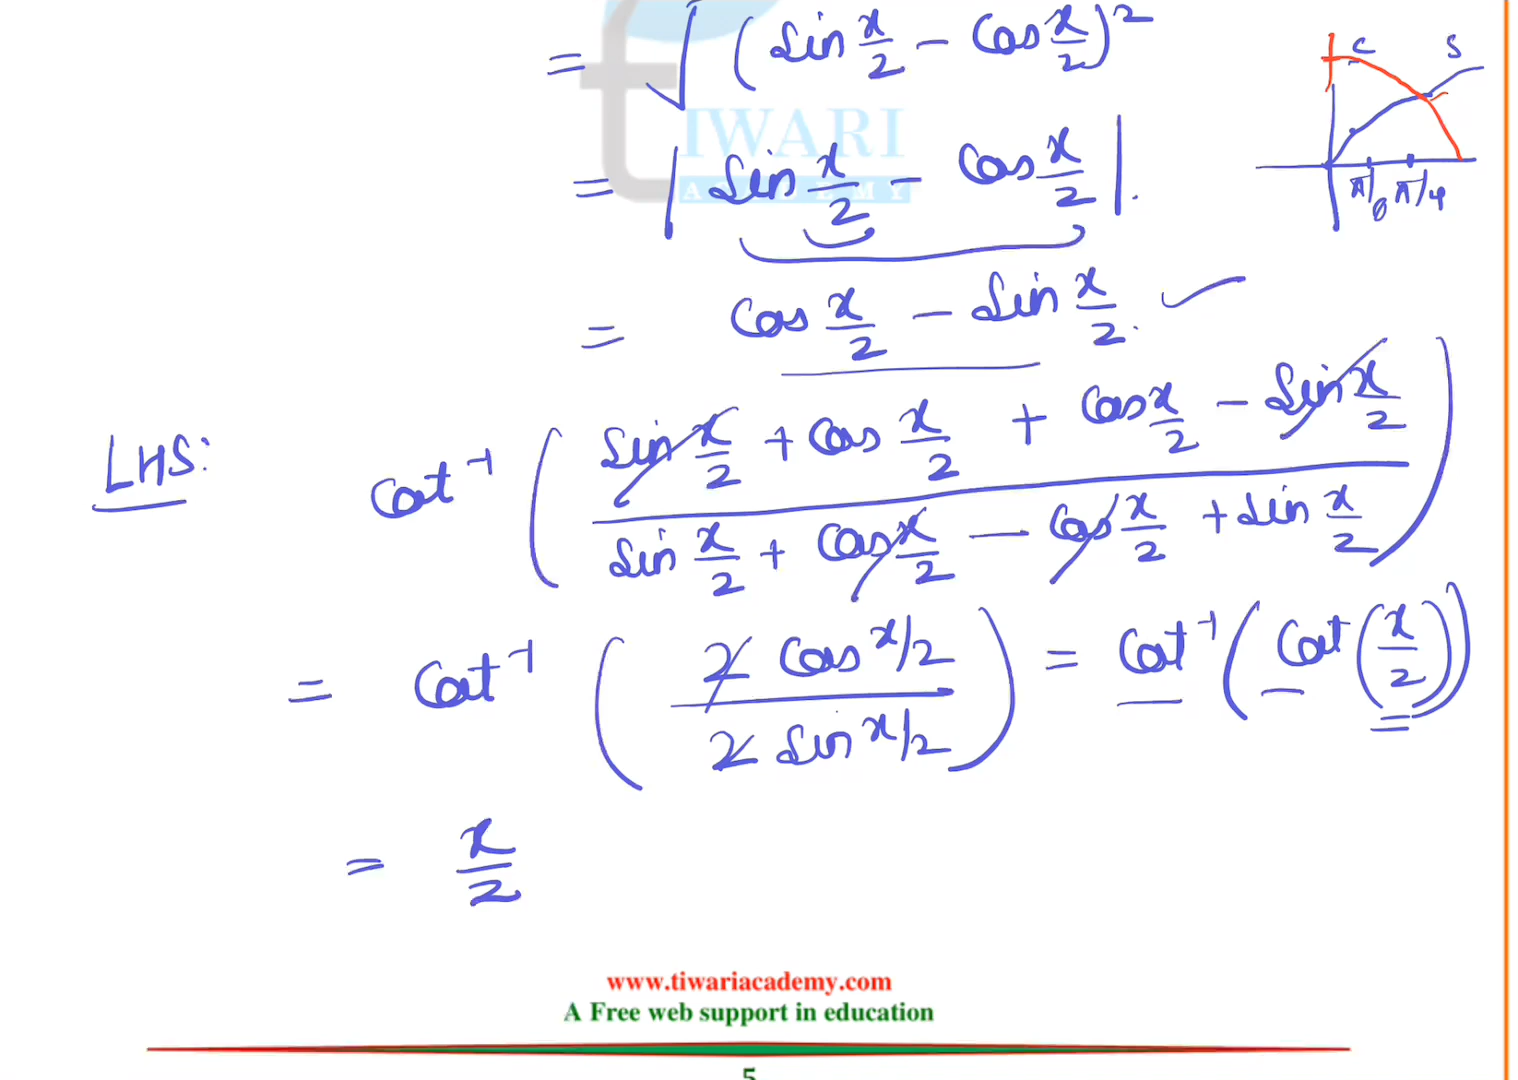 = √(Sin x/2 − Cos x/2)²
C S
π/8 π/4
TIWARI
ACADEMY
= | Sin x/2 − Cos x/2 |.
= Cos x/2 − Sin x/2.
LHS: Cot⁻¹ ( (Sin x/2 + Cos x/2 + Cos x/2 − Sin x/2) / (Sin x/2 + Cos x/2 − Cos x/2 + Sin x/2) )
= Cot⁻¹ ( (2 Cos x/2) / (2 Sin x/2) ) = Cot⁻¹ ( Cot (x/2) )
= x/2
www.tiwariacademy.com
A Free web support in education
5